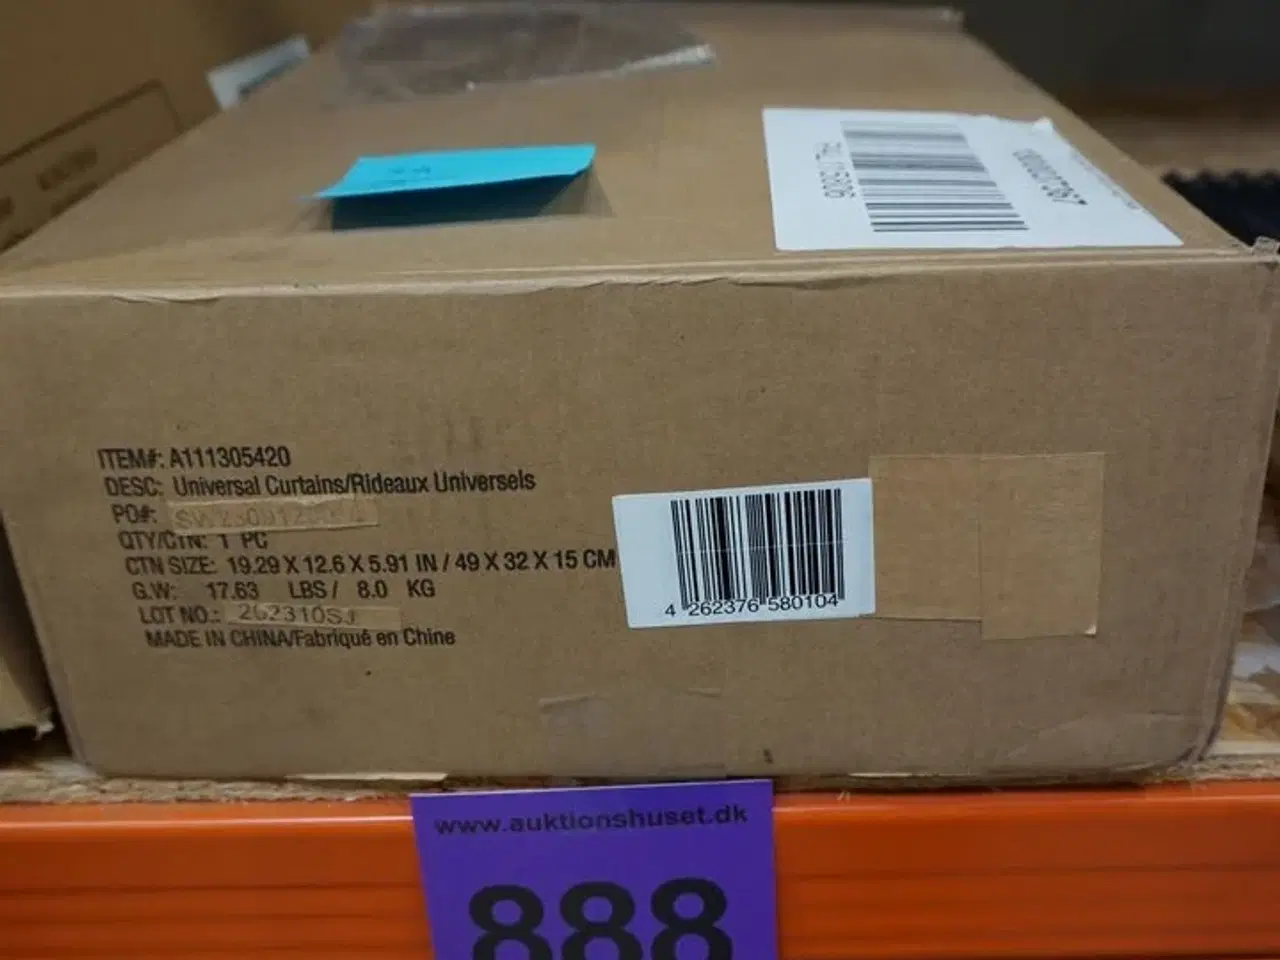 0000007367
ITEM#: A111305420
DESC: Universal Curtains/Rideaux Universels
PO#:
QTY/CTN: 1 PC
CTN SIZE: 19.29 X 12.6 X 5.91 IN / 49 X 32 X 15 CM
G.W: 17.63 LBS / 8.0 KG
LOT NO.: 262310SJ
MADE IN CHINA/Fabriqué en Chine
4 262376 580104
www.auktionshuset.dk
888